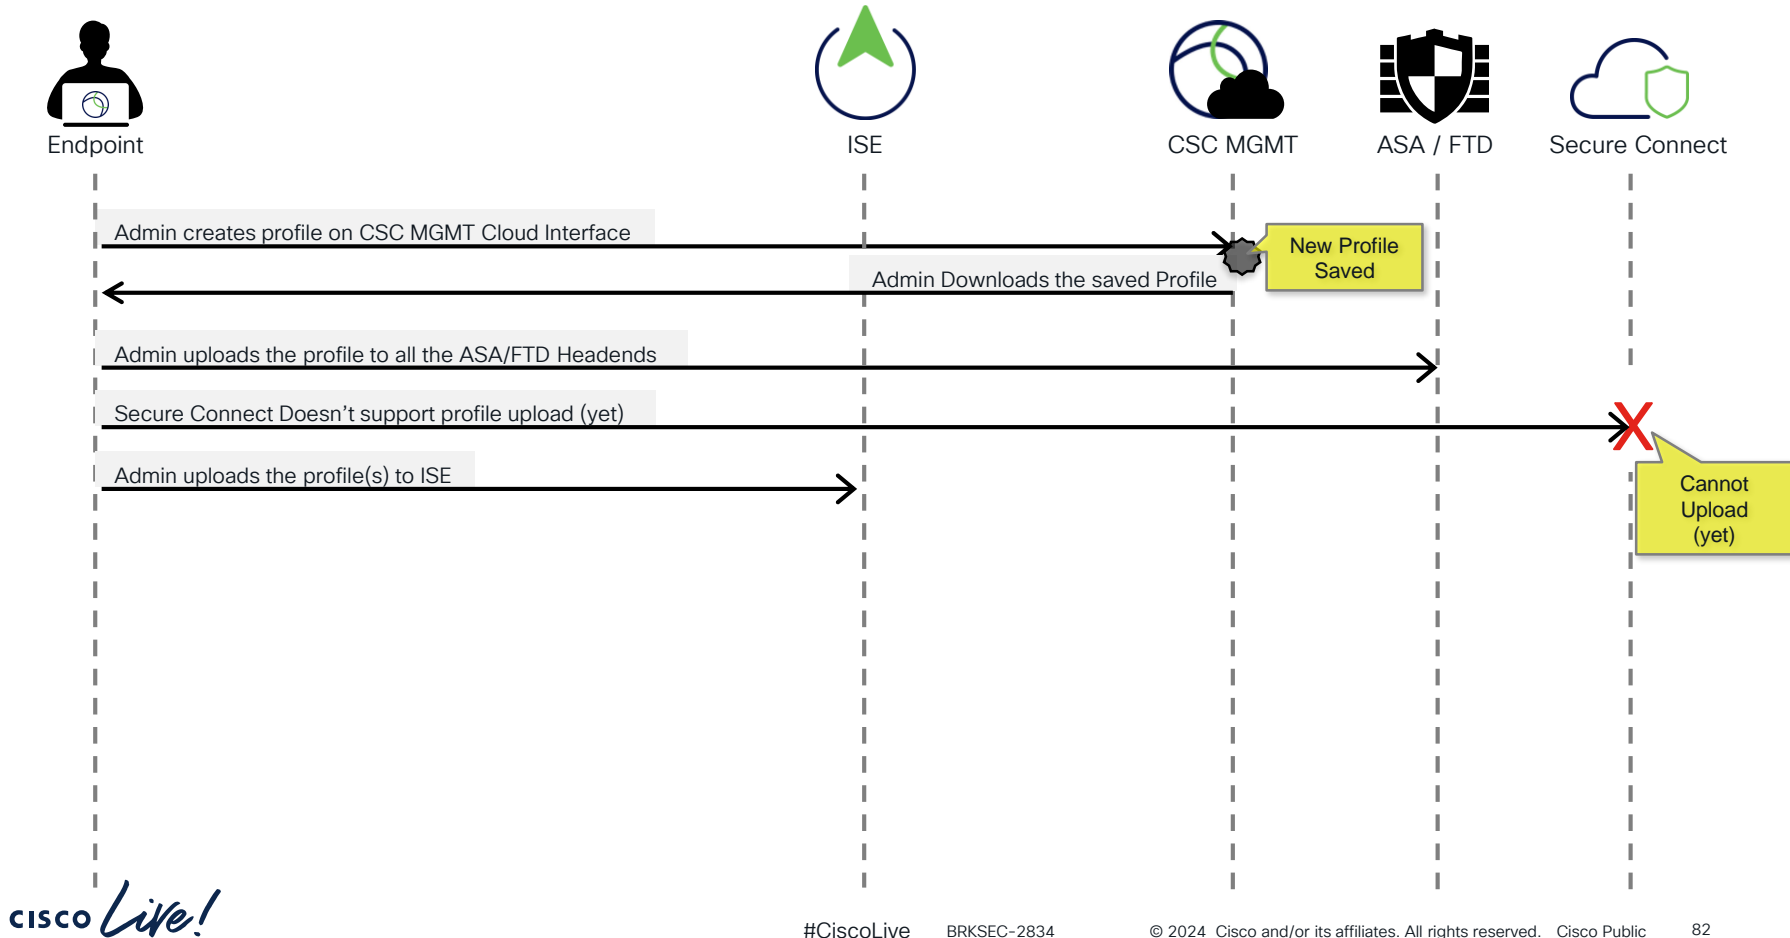 Endpoint
ISE
CSC MGMT
ASA / FTD
Secure Connect
Admin creates profile on CSC MGMT Cloud Interface
New Profile
Saved
Admin Downloads the saved Profile
Admin uploads the profile to all the ASA/FTD Headends
Secure Connect Doesn’t support profile upload (yet)
X
Admin uploads the profile(s) to ISE
Cannot
Upload
(yet)
CISCO Live!
#CiscoLive
BRKSEC-2834
© 2024 Cisco and/or its affiliates. All rights reserved. Cisco Public
82